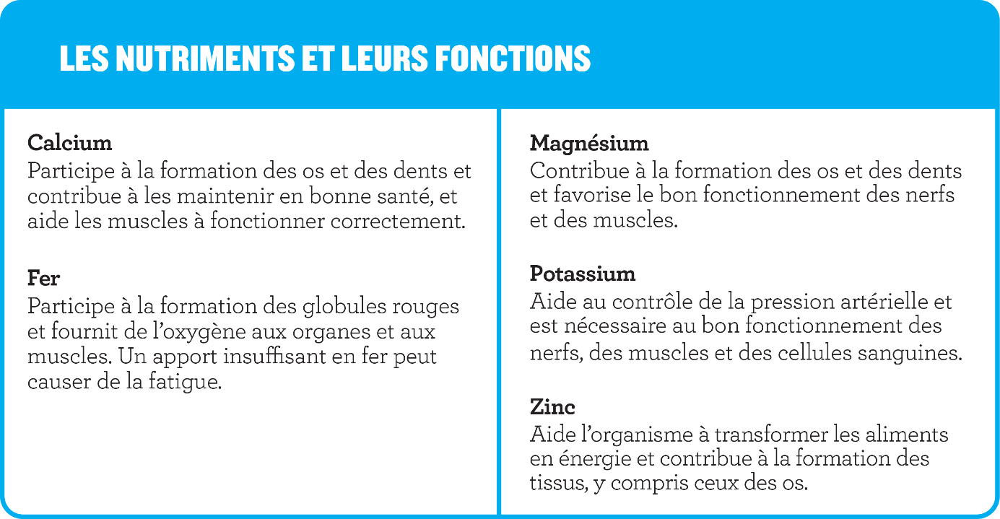 LES NUTRIMENTS ET LEURS FONCTIONS
Calcium
Participe à la formation des os et des dents et
contribue à les maintenir en bonne santé, et
aide les muscles à fonctionner correctement.
Fer
Participe à la formation des globules rouges
et fournit de l’oxygène aux organes et aux
muscles. Un apport insuffisant en fer peut
causer de la fatigue.
Magnésium
Contribue à la formation des os et des dents
et favorise le bon fonctionnement des nerfs
et des muscles.
Potassium
Aide au contrôle de la pression artérielle et
est nécessaire au bon fonctionnement des
nerfs, des muscles et des cellules sanguines.
Zinc
Aide l’organisme à transformer les aliments
en énergie et contribue à la formation des
tissus, y compris ceux des os.